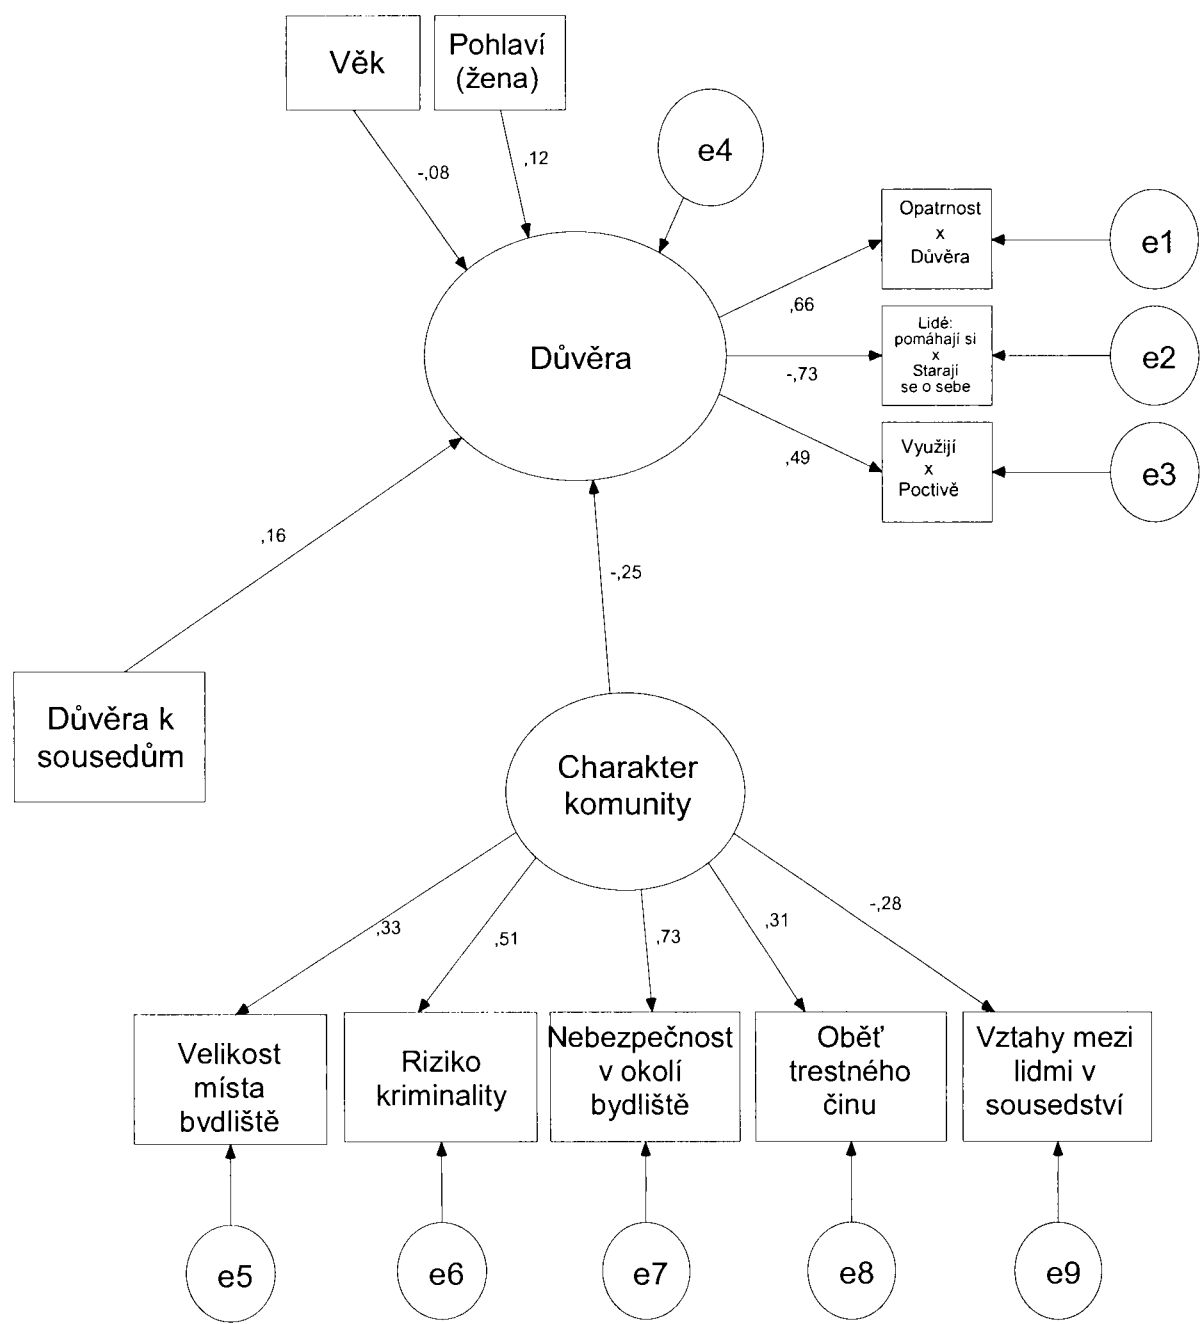 Věk
Pohlaví
(žena)
e4
-,08
,12
Opatrnost
x
Důvěra
e1
,66
Lidé:
pomáhají si
x
Starají
se o sebe
e2
Důvěra
-,73
,49
Využijí
x
Poctivě
e3
,16
-,25
Důvěra k
sousedům
Charakter
komunity
,33
,51
,73
,31
-,28
Velikost
místa
bvdliště
Riziko
kriminality
Nebezpečnost
v okolí
bydliště
Oběť
trestného
činu
Vztahy mezi
lidmi v
sousedství
e5
e6
e7
e8
e9